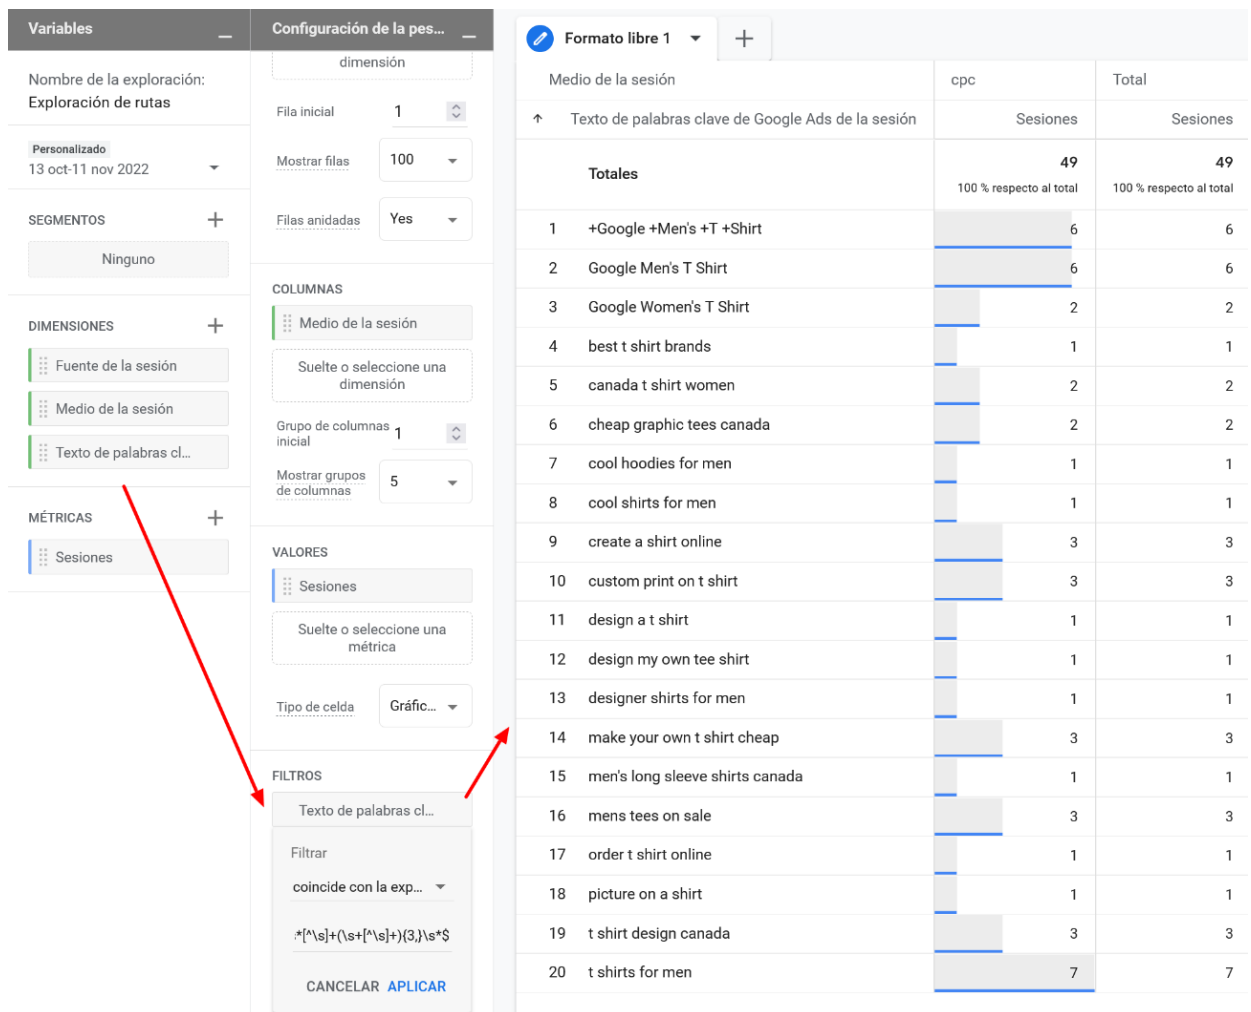 Variables
Nombre de la exploración:
Exploración de rutas
Personalizado
13 oct-11 nov 2022
SEGMENTOS
Ninguno
DIMENSIONES
Fuente de la sesión
Medio de la sesión
Texto de palabras cl...
MÉTRICAS
Sesiones
Configuración de la pes...
dimensión
Fila inicial 1
Mostrar filas 100
Filas anidadas Yes
COLUMNAS
Medio de la sesión
Suelte o seleccione una
dimensión
Grupo de columnas
inicial 1
Mostrar grupos
de columnas 5
VALORES
Sesiones
Suelte o seleccione una
métrica
Tipo de celda Gráfic...
FILTROS
Texto de palabras cl...
Filtrar
coincide con la exp...
:*[^\s]+(\s+[^\s]+){3,}\s*$
CANCELAR APLICAR
Formato libre 1
Medio de la sesión cpc Total
Texto de palabras clave de Google Ads de la sesión Sesiones Sesiones
Totales 49 49
100 % respecto al total 100 % respecto al total
1 +Google +Men's +T +Shirt 6 6
2 Google Men's T Shirt 6 6
3 Google Women's T Shirt 2 2
4 best t shirt brands 1 1
5 canada t shirt women 2 2
6 cheap graphic tees canada 2 2
7 cool hoodies for men 1 1
8 cool shirts for men 1 1
9 create a shirt online 3 3
10 custom print on t shirt 3 3
11 design a t shirt 1 1
12 design my own tee shirt 1 1
13 designer shirts for men 1 1
14 make your own t shirt cheap 3 3
15 men's long sleeve shirts canada 1 1
16 mens tees on sale 3 3
17 order t shirt online 1 1
18 picture on a shirt 1 1
19 t shirt design canada 3 3
20 t shirts for men 7 7